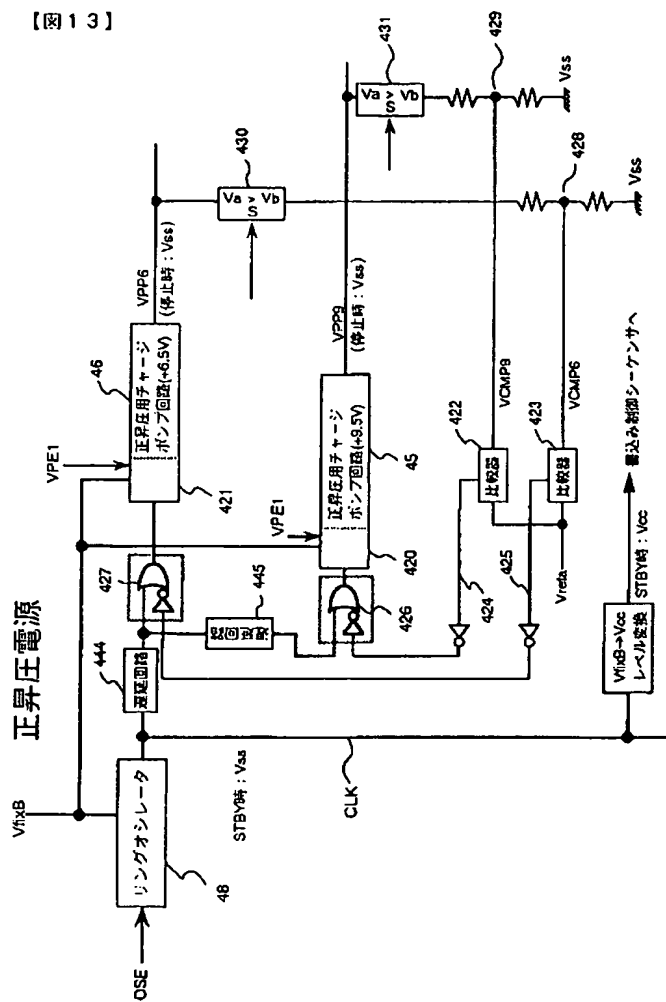 【図13】
正昇圧電源
VfixB
OSE
リングオシレータ
48
STBY時：Vss
CLK
444
遅延回路
427
445
遅延回路
VPE1
46
正昇圧用チャージ
ポンプ回路(+6.5V)
421
VPP6
(停止時：Vss)
430
Va > Vb
S
VPE1
正昇圧用チャージ
ポンプ回路(+9.5V)
45
420
426
VPP9
(停止時：Vss)
431
Va > Vb
S
429
Vss
428
Vss
422
比較器
VCMP9
423
比較器
VCMP6
424
425
Vrefa
VfixB→Vcc
レベル変換
STBY時：Vcc
書込み制御シーケンサへ